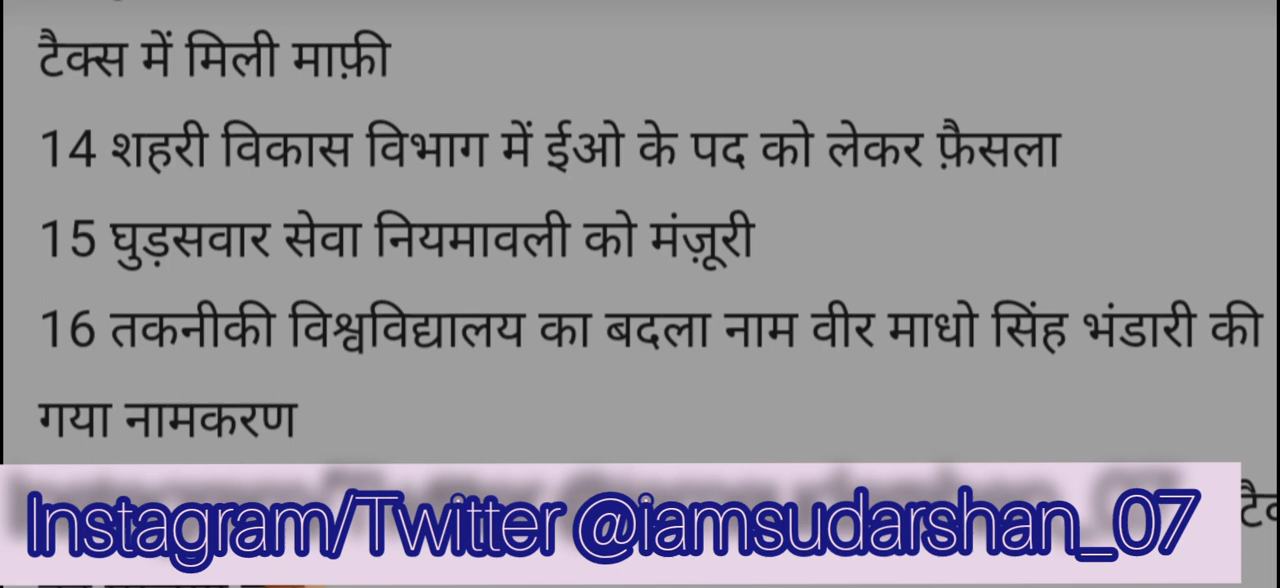 टैक्स में मिली माफ़ी
14 शहरी विकास विभाग में ईओ के पद को लेकर फ़ैसला
15 घुड़सवार सेवा नियमावली को मंज़ूरी
16 तकनीकी विश्वविद्यालय का बदला नाम वीर माधो सिंह भंडारी की
गया नामकरण
Instagram/Twitter @iamsudarshan_07